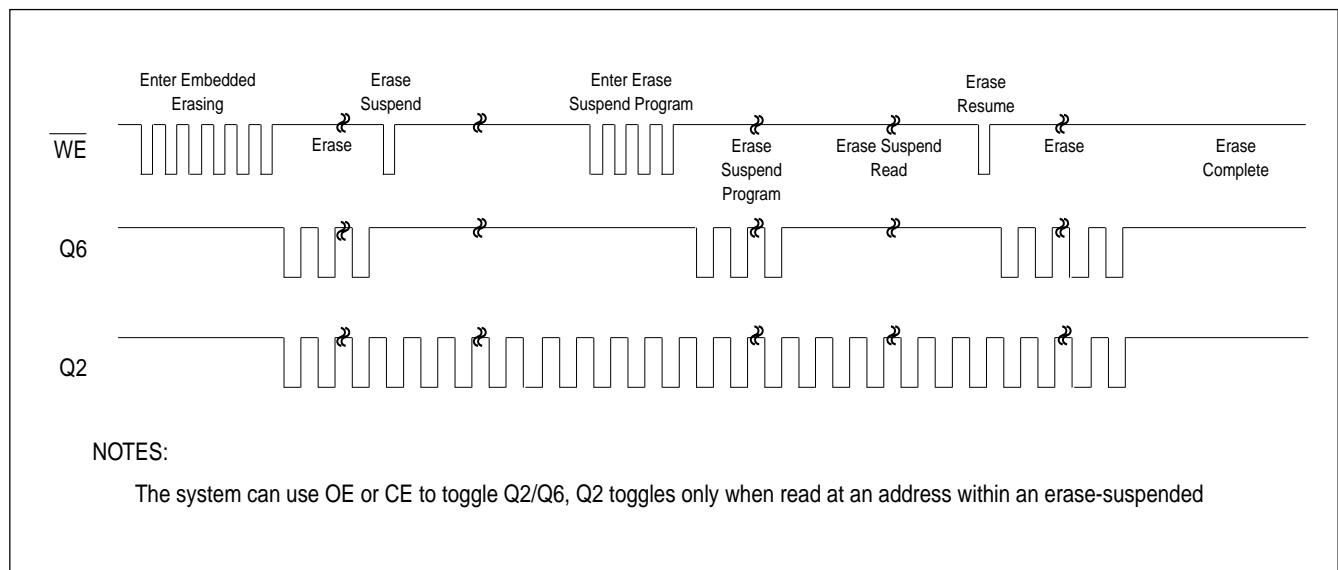 Enter Embedded
Erasing
Erase
Suspend
Enter Erase
Suspend Program
Erase
Resume
WE
Erase
Erase
Suspend
Program
Erase Suspend
Read
Erase
Erase
Complete
Q6
Q2
NOTES:
The system can use OE or CE to toggle Q2/Q6, Q2 toggles only when read at an address within an erase-suspended